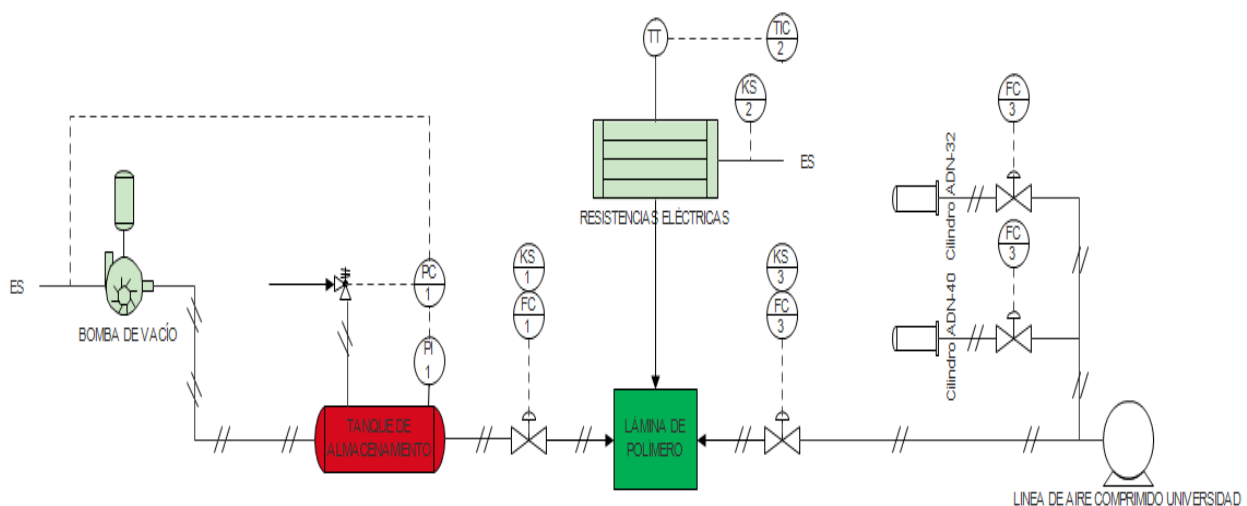 TT
TIC
2
KS
2
ES
RESISTENCIAS ELÉCTRICAS
FC
3
Cilindro ADN-32
FC
3
Cilindro ADN-40
ES
BOMBA DE VACÍO
PC
1
PI
1
KS
1
FC
1
KS
3
FC
3
TANQUE DE
ALMACENAMIENTO
LÁMINA DE
POLÍMERO
LINEA DE AIRE COMPRIMIDO UNIVERSIDAD